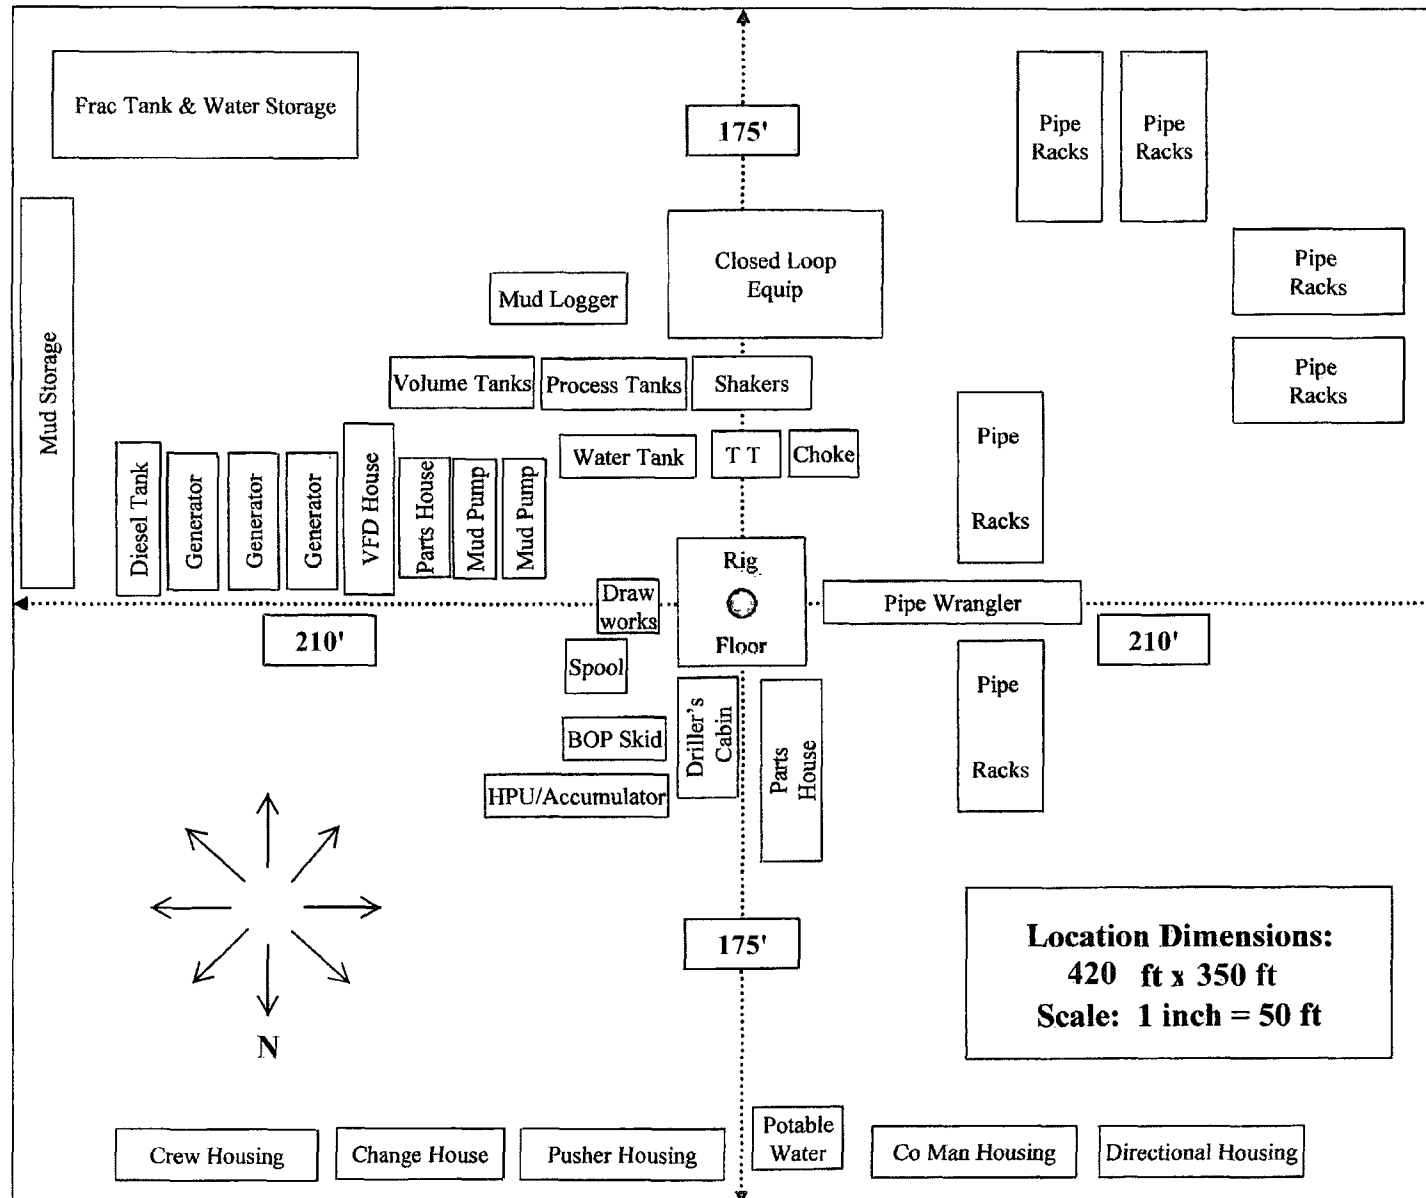 Frac Tank & Water Storage
175'
Pipe
Racks
Pipe
Racks
Closed Loop
Equip
Pipe
Racks
Mud Logger
Mud Storage
Volume Tanks
Process Tanks
Shakers
Pipe
Racks
Pipe
Racks
Water Tank
T T
Choke
Diesel Tank
Generator
Generator
Generator
VFD House
Parts House
Mud Pump
Mud Pump
Rig
Floor
Draw
works
Pipe Wrangler
210'
210'
Spool
Pipe
Racks
BOP Skid
Driller's
Cabin
Parts
House
HPU/Accumulator
175'
Location Dimensions:
420 ft x 350 ft
Scale: 1 inch = 50 ft
N
Crew Housing
Change House
Pusher Housing
Potable
Water
Co Man Housing
Directional Housing